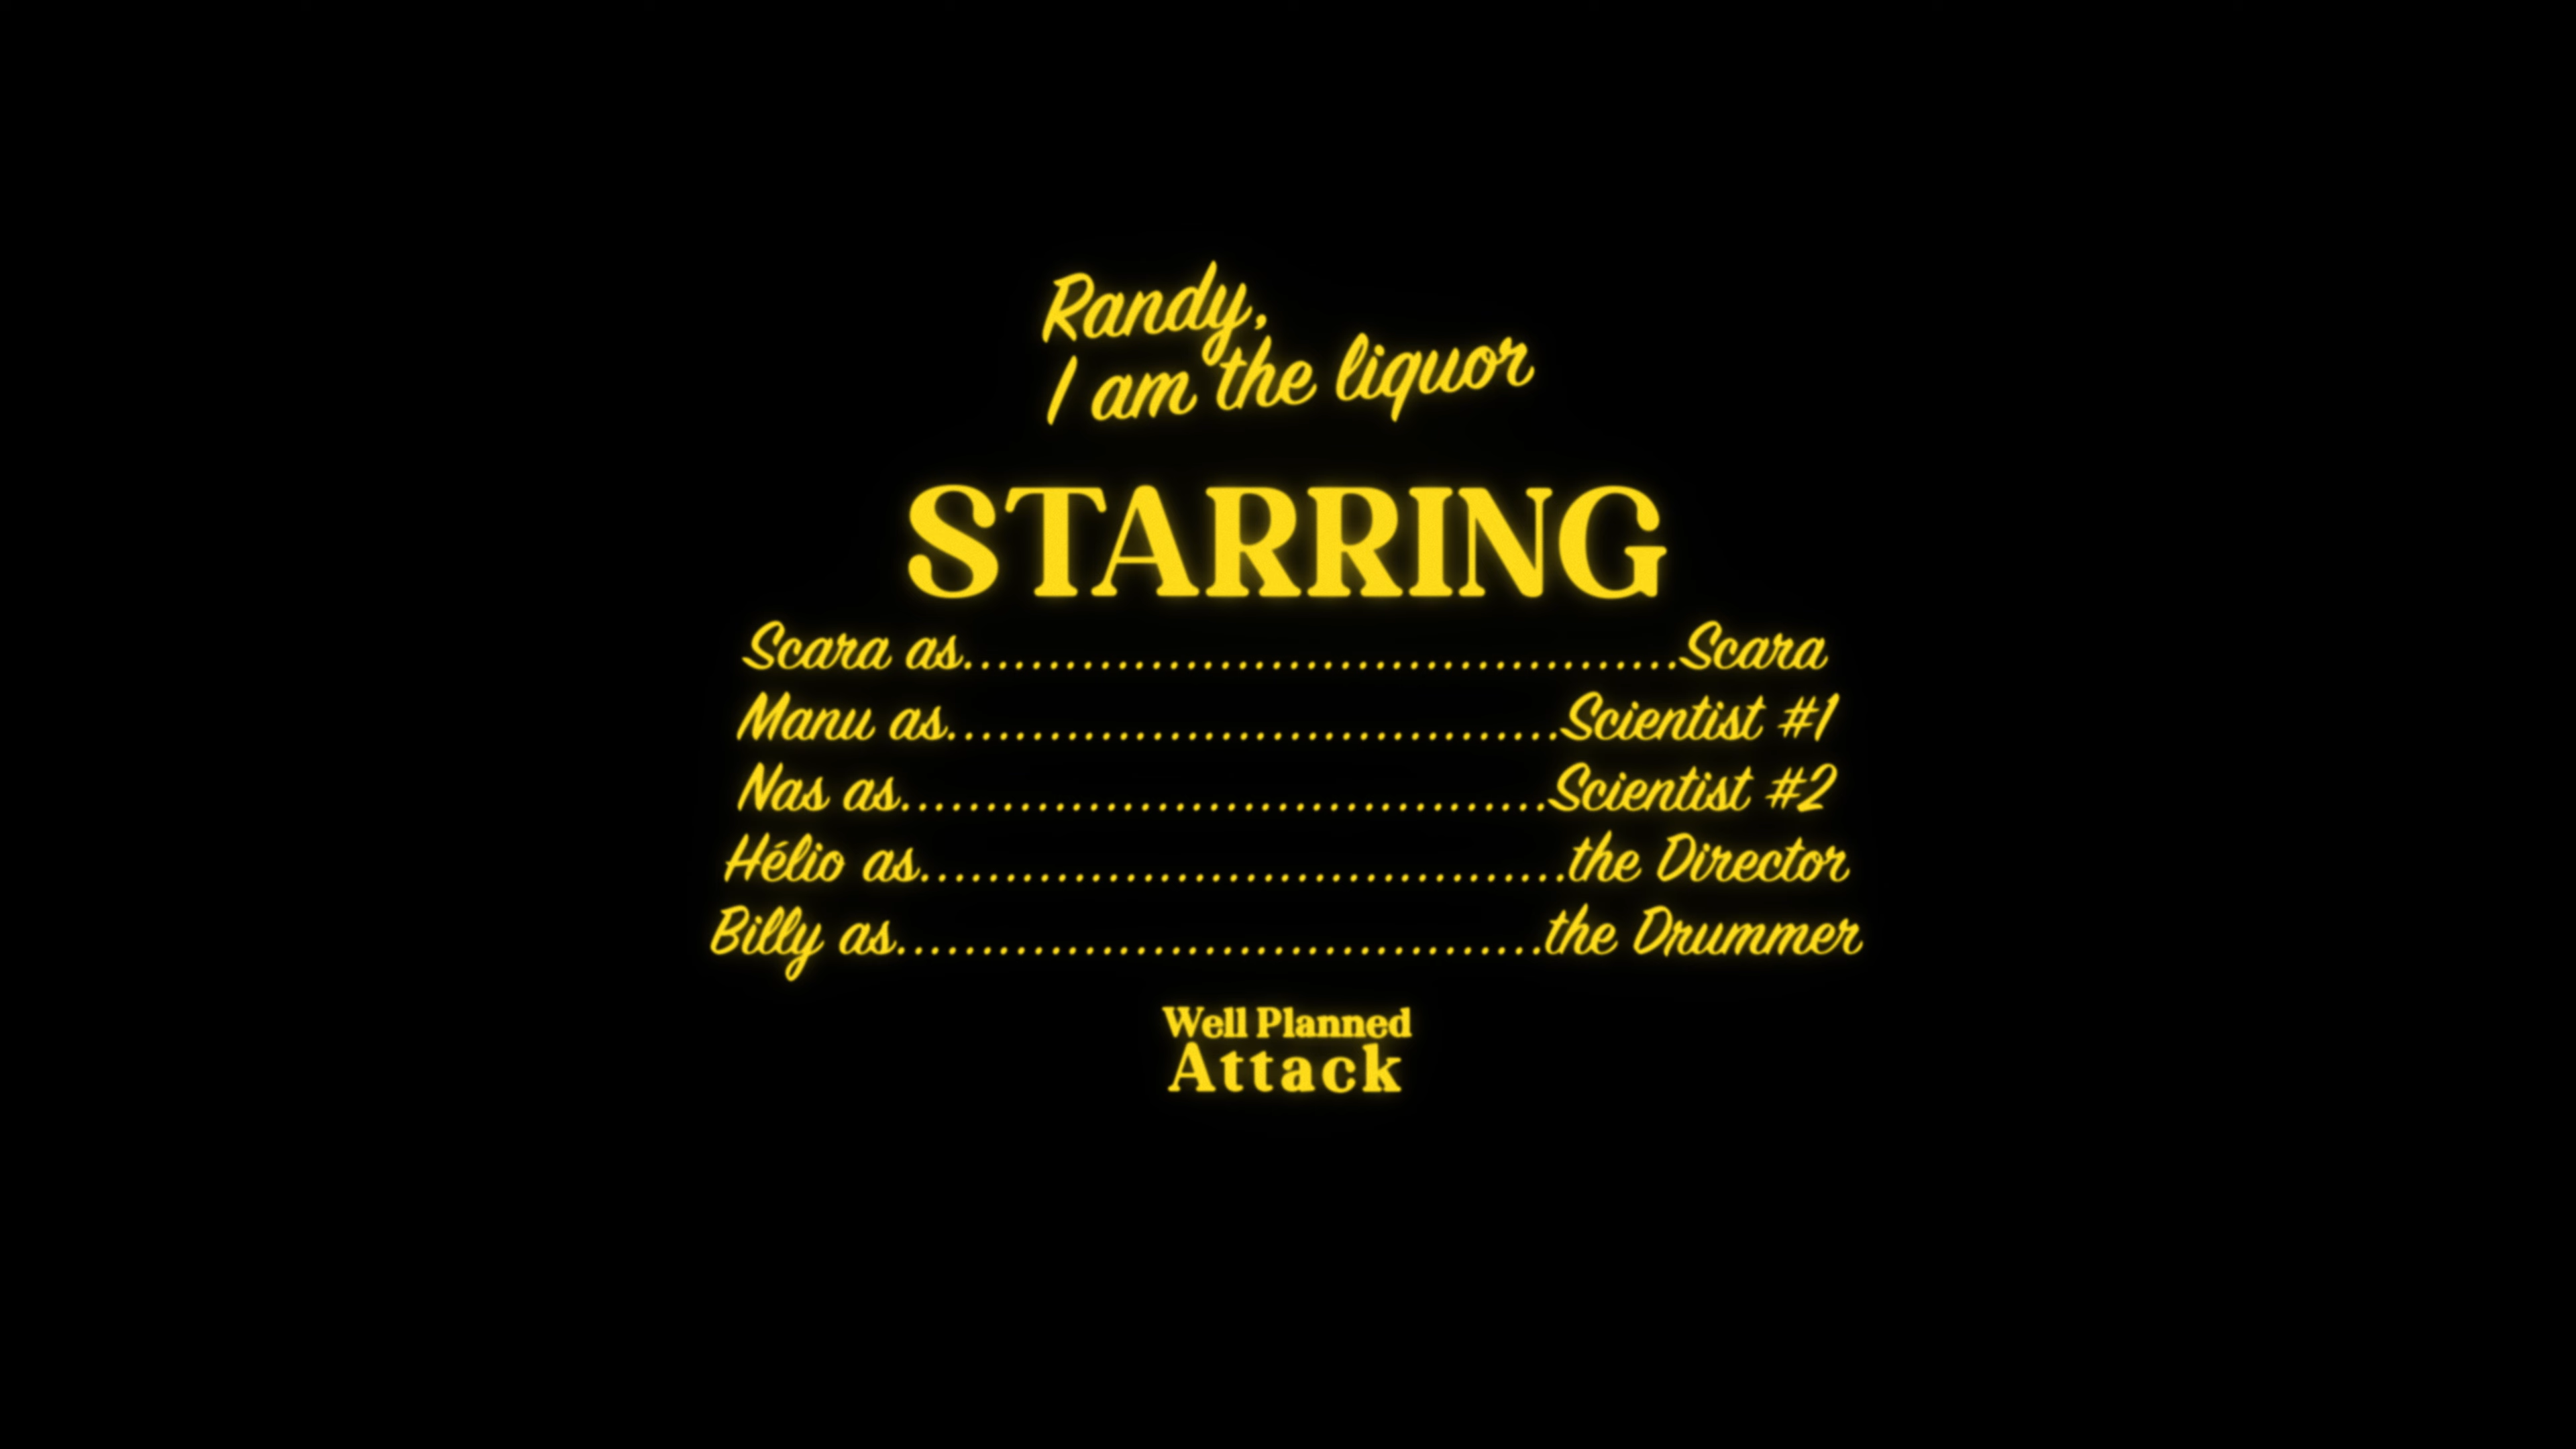 Randy,
I am the liquor
STARRING
Scara as..........................................Scara
Manu as....................................Scientist #1
Nas as......................................Scientist #2
Hélio as......................................the Director
Billy as......................................the Drummer
Well Planned
Attack